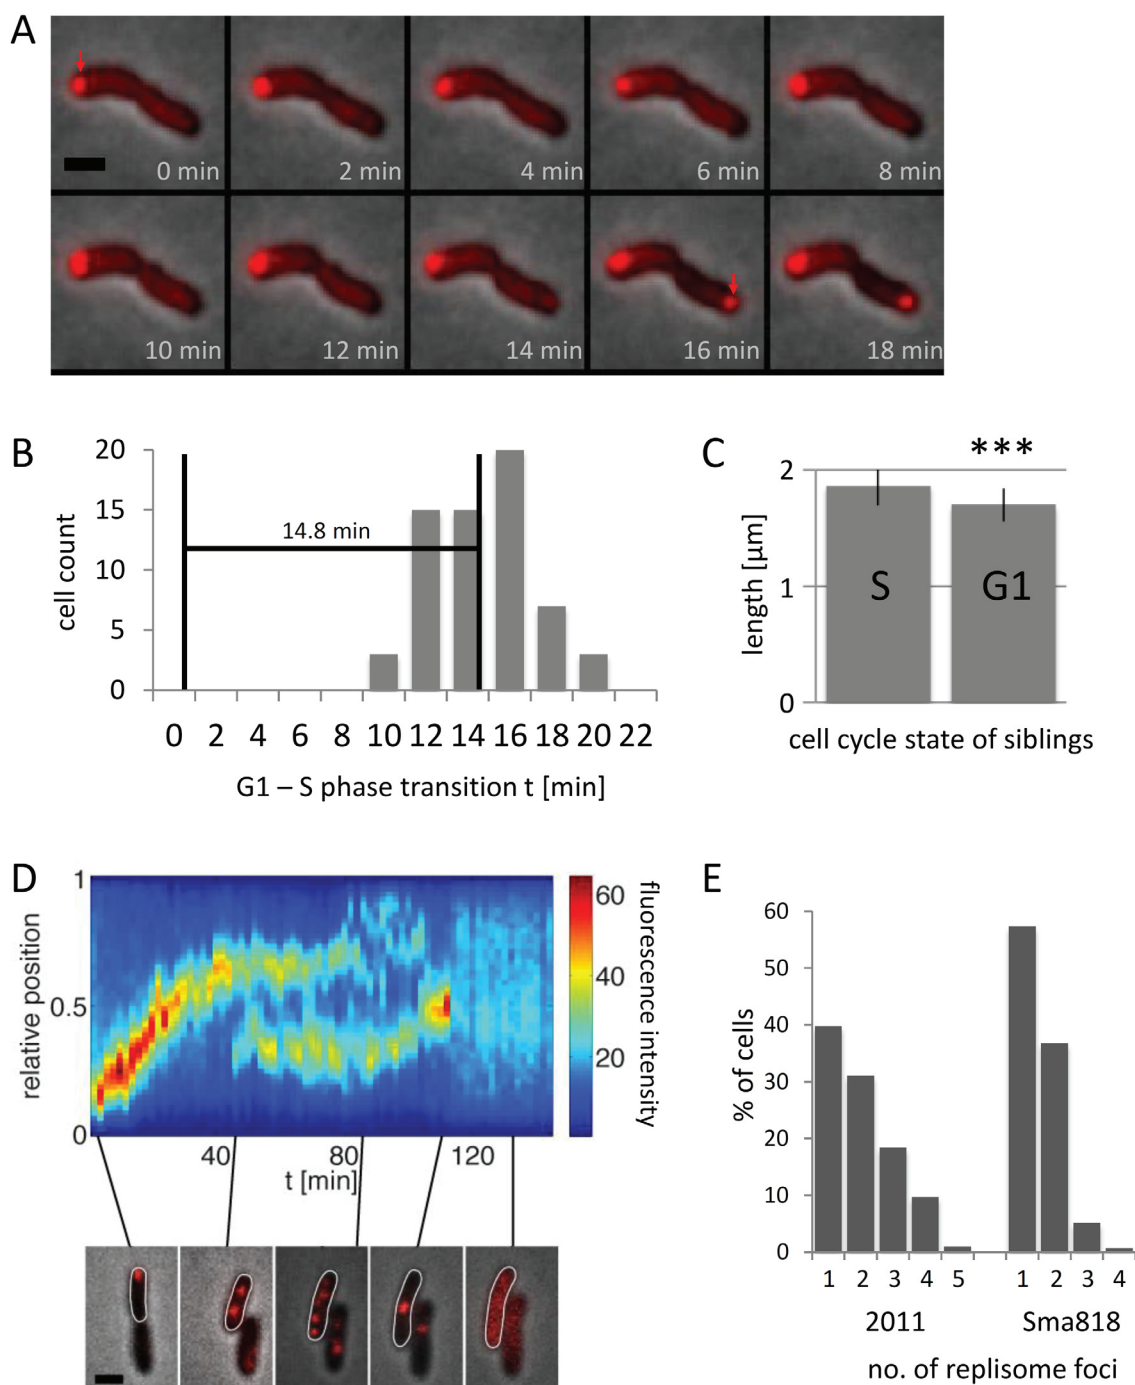 A
0 min
2 min
4 min
6 min
8 min
10 min
12 min
14 min
16 min
18 min
B
20
15
10
5
0
cell count
14.8 min
0 2 4 6 8 10 12 14 16 18 20 22
G1 – S phase transition t [min]
C
***
2
1
0
length [µm]
S
G1
cell cycle state of siblings
D
1
0.5
0
relative position
40
80
120
t [min]
60
40
20
fluorescence intensity
E
60
50
40
30
20
10
0
% of cells
1 2 3 4 5
1 2 3 4
2011
Sma818
no. of replisome foci